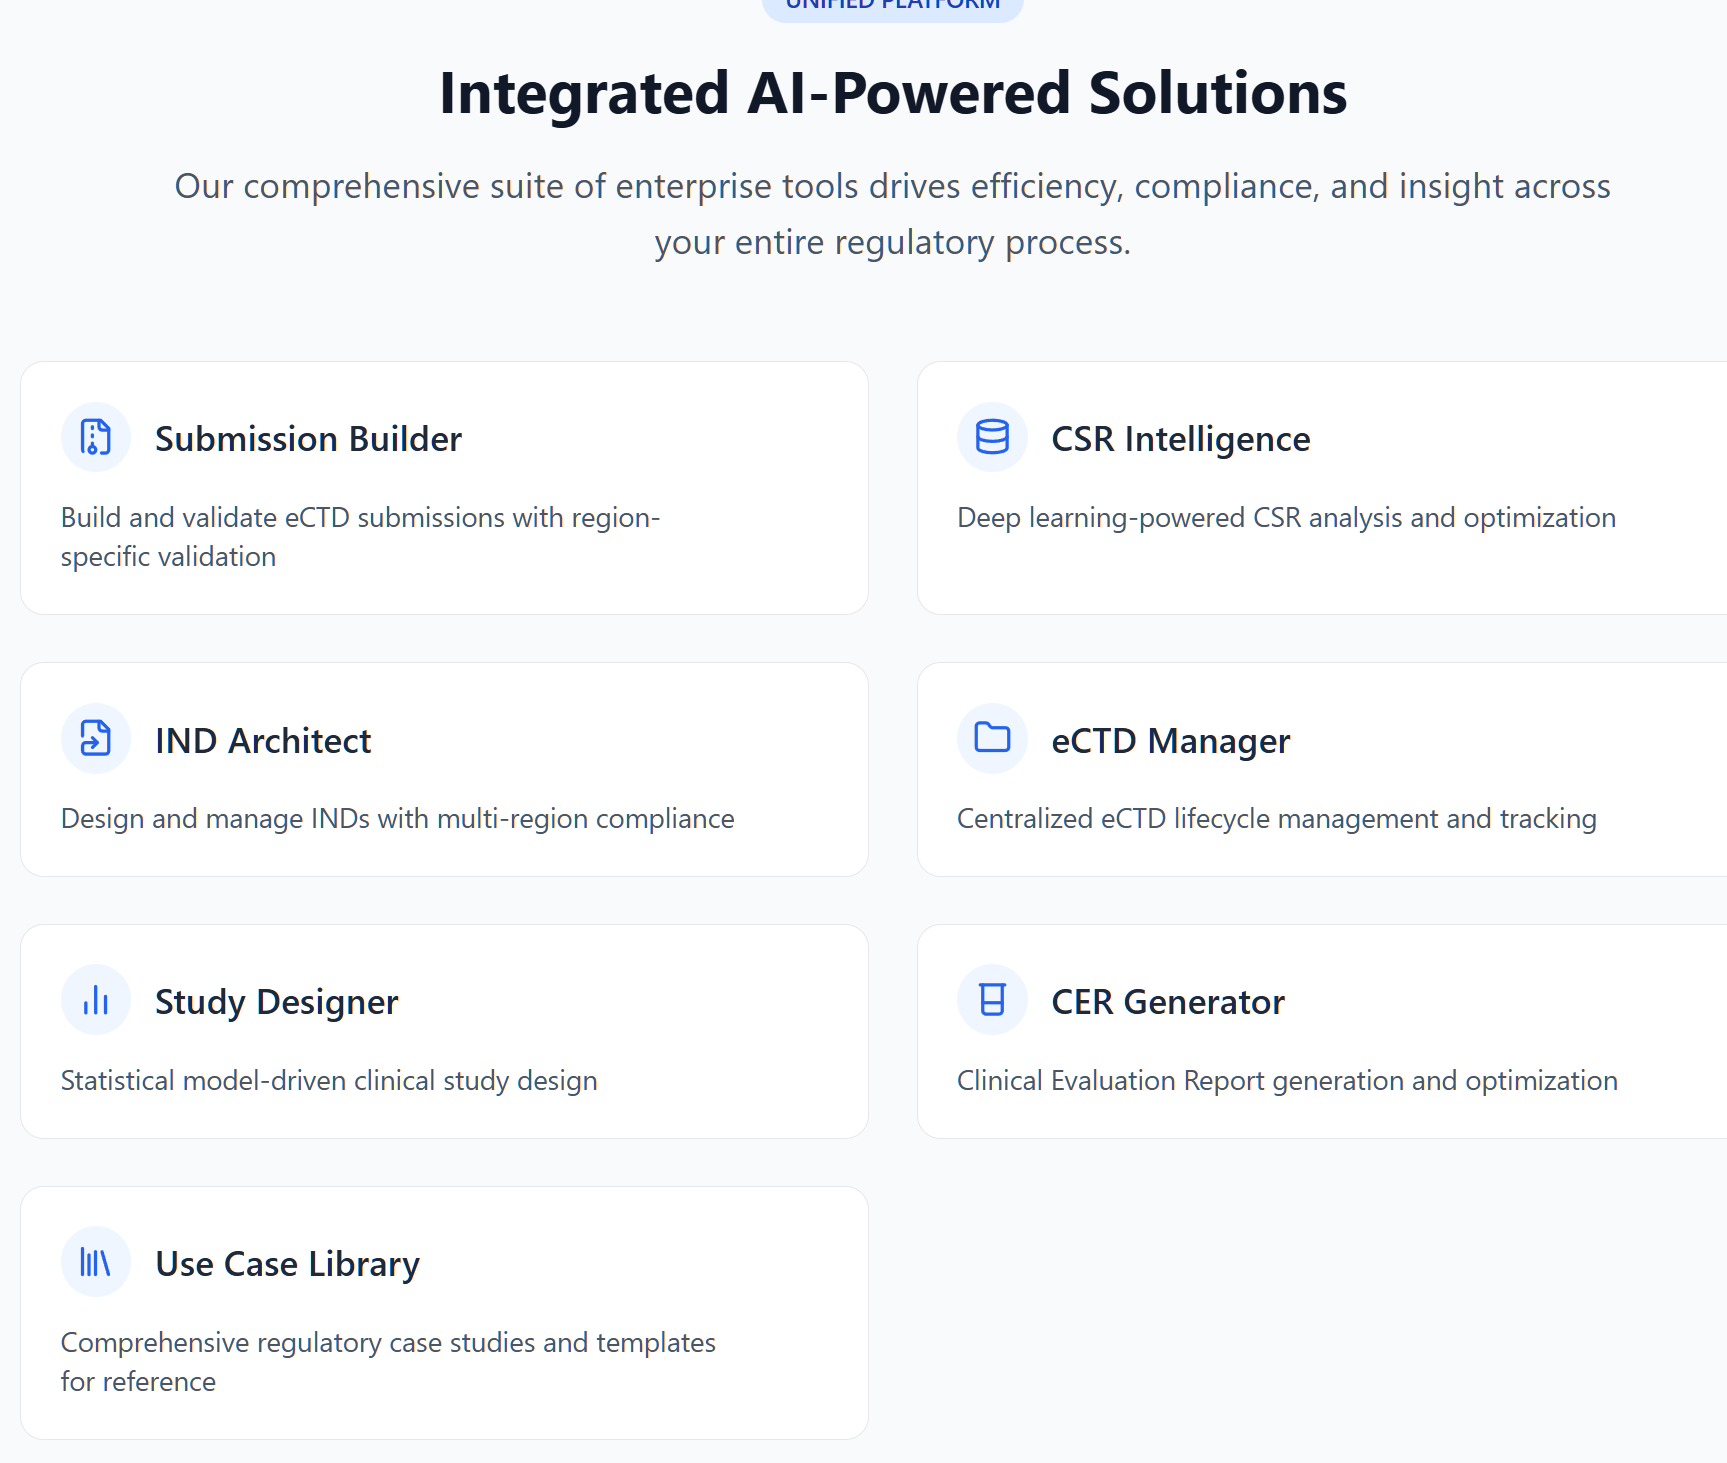 UNIFIED PLATFORM
Integrated AI-Powered Solutions
Our comprehensive suite of enterprise tools drives efficiency, compliance, and insight across
your entire regulatory process.
Submission Builder
Build and validate eCTD submissions with region-
specific validation
CSR Intelligence
Deep learning-powered CSR analysis and optimization
IND Architect
Design and manage INDs with multi-region compliance
eCTD Manager
Centralized eCTD lifecycle management and tracking
Study Designer
Statistical model-driven clinical study design
CER Generator
Clinical Evaluation Report generation and optimization
Use Case Library
Comprehensive regulatory case studies and templates
for reference